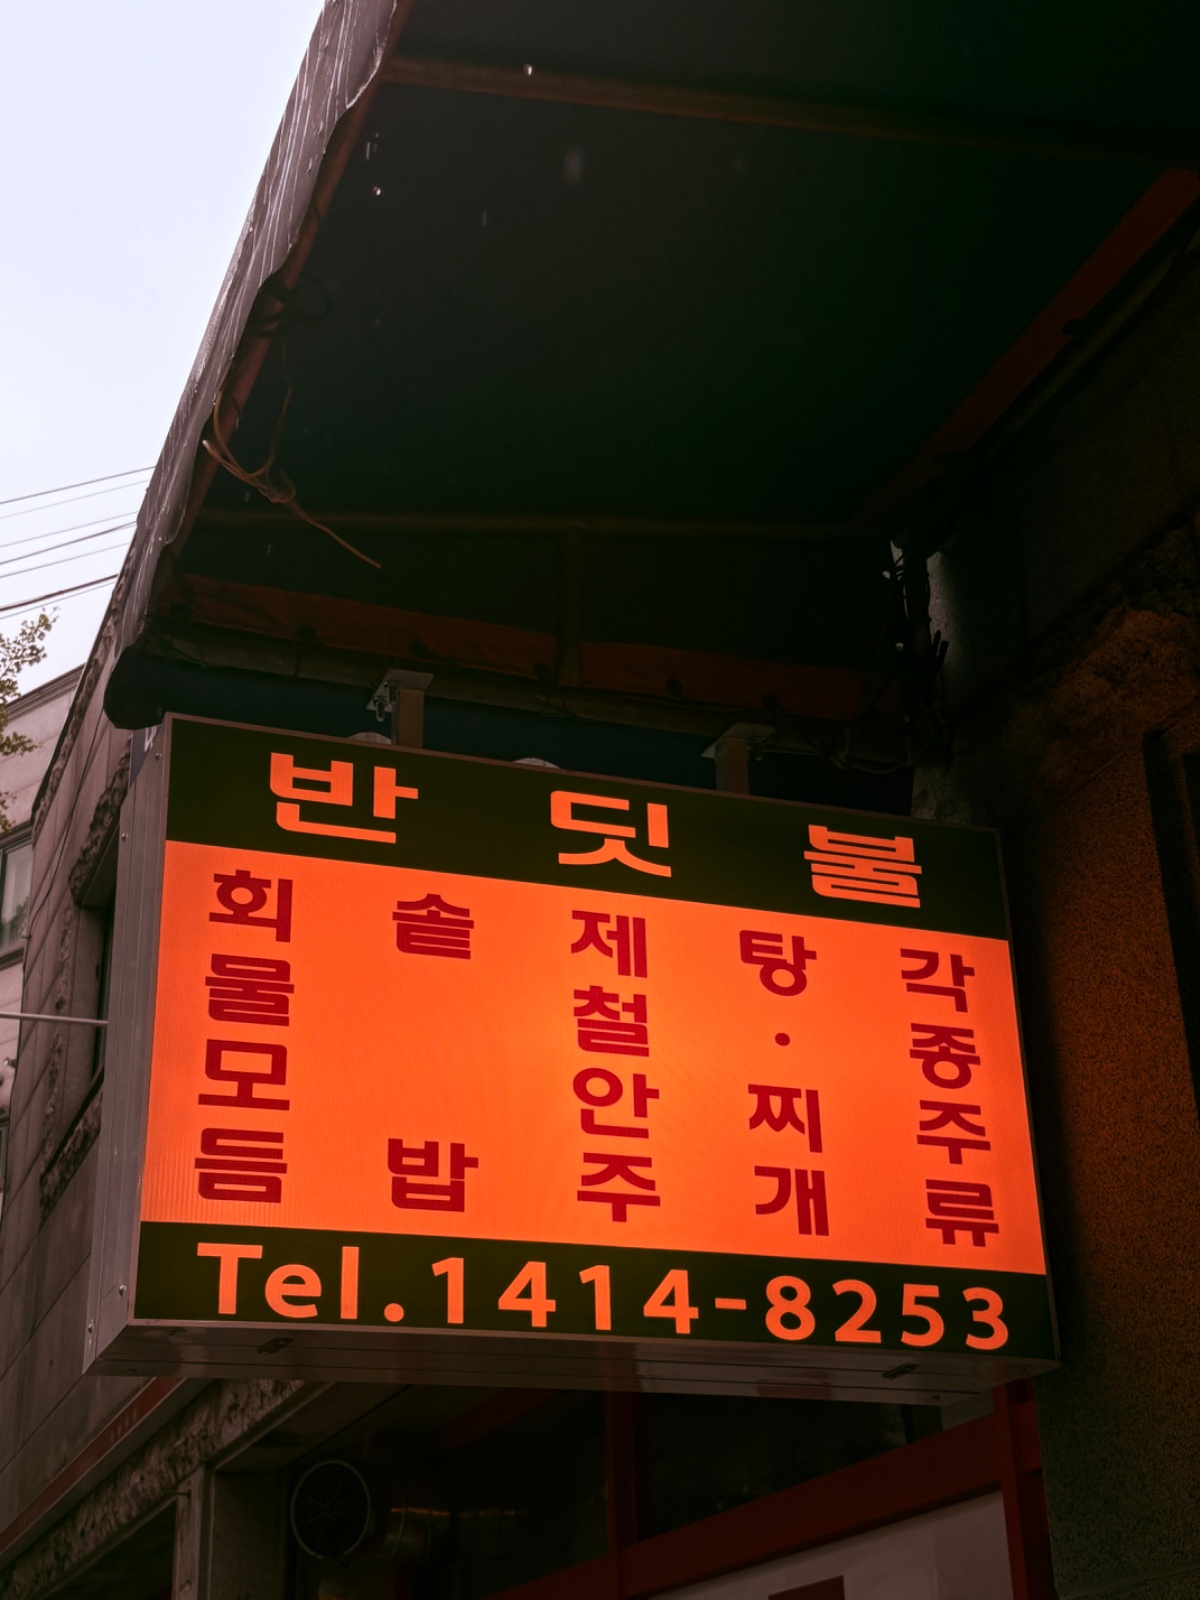 반딧불
회물모듬
솥밥
제철안주
탕·찌개
각종주류
Tel.1414-8253